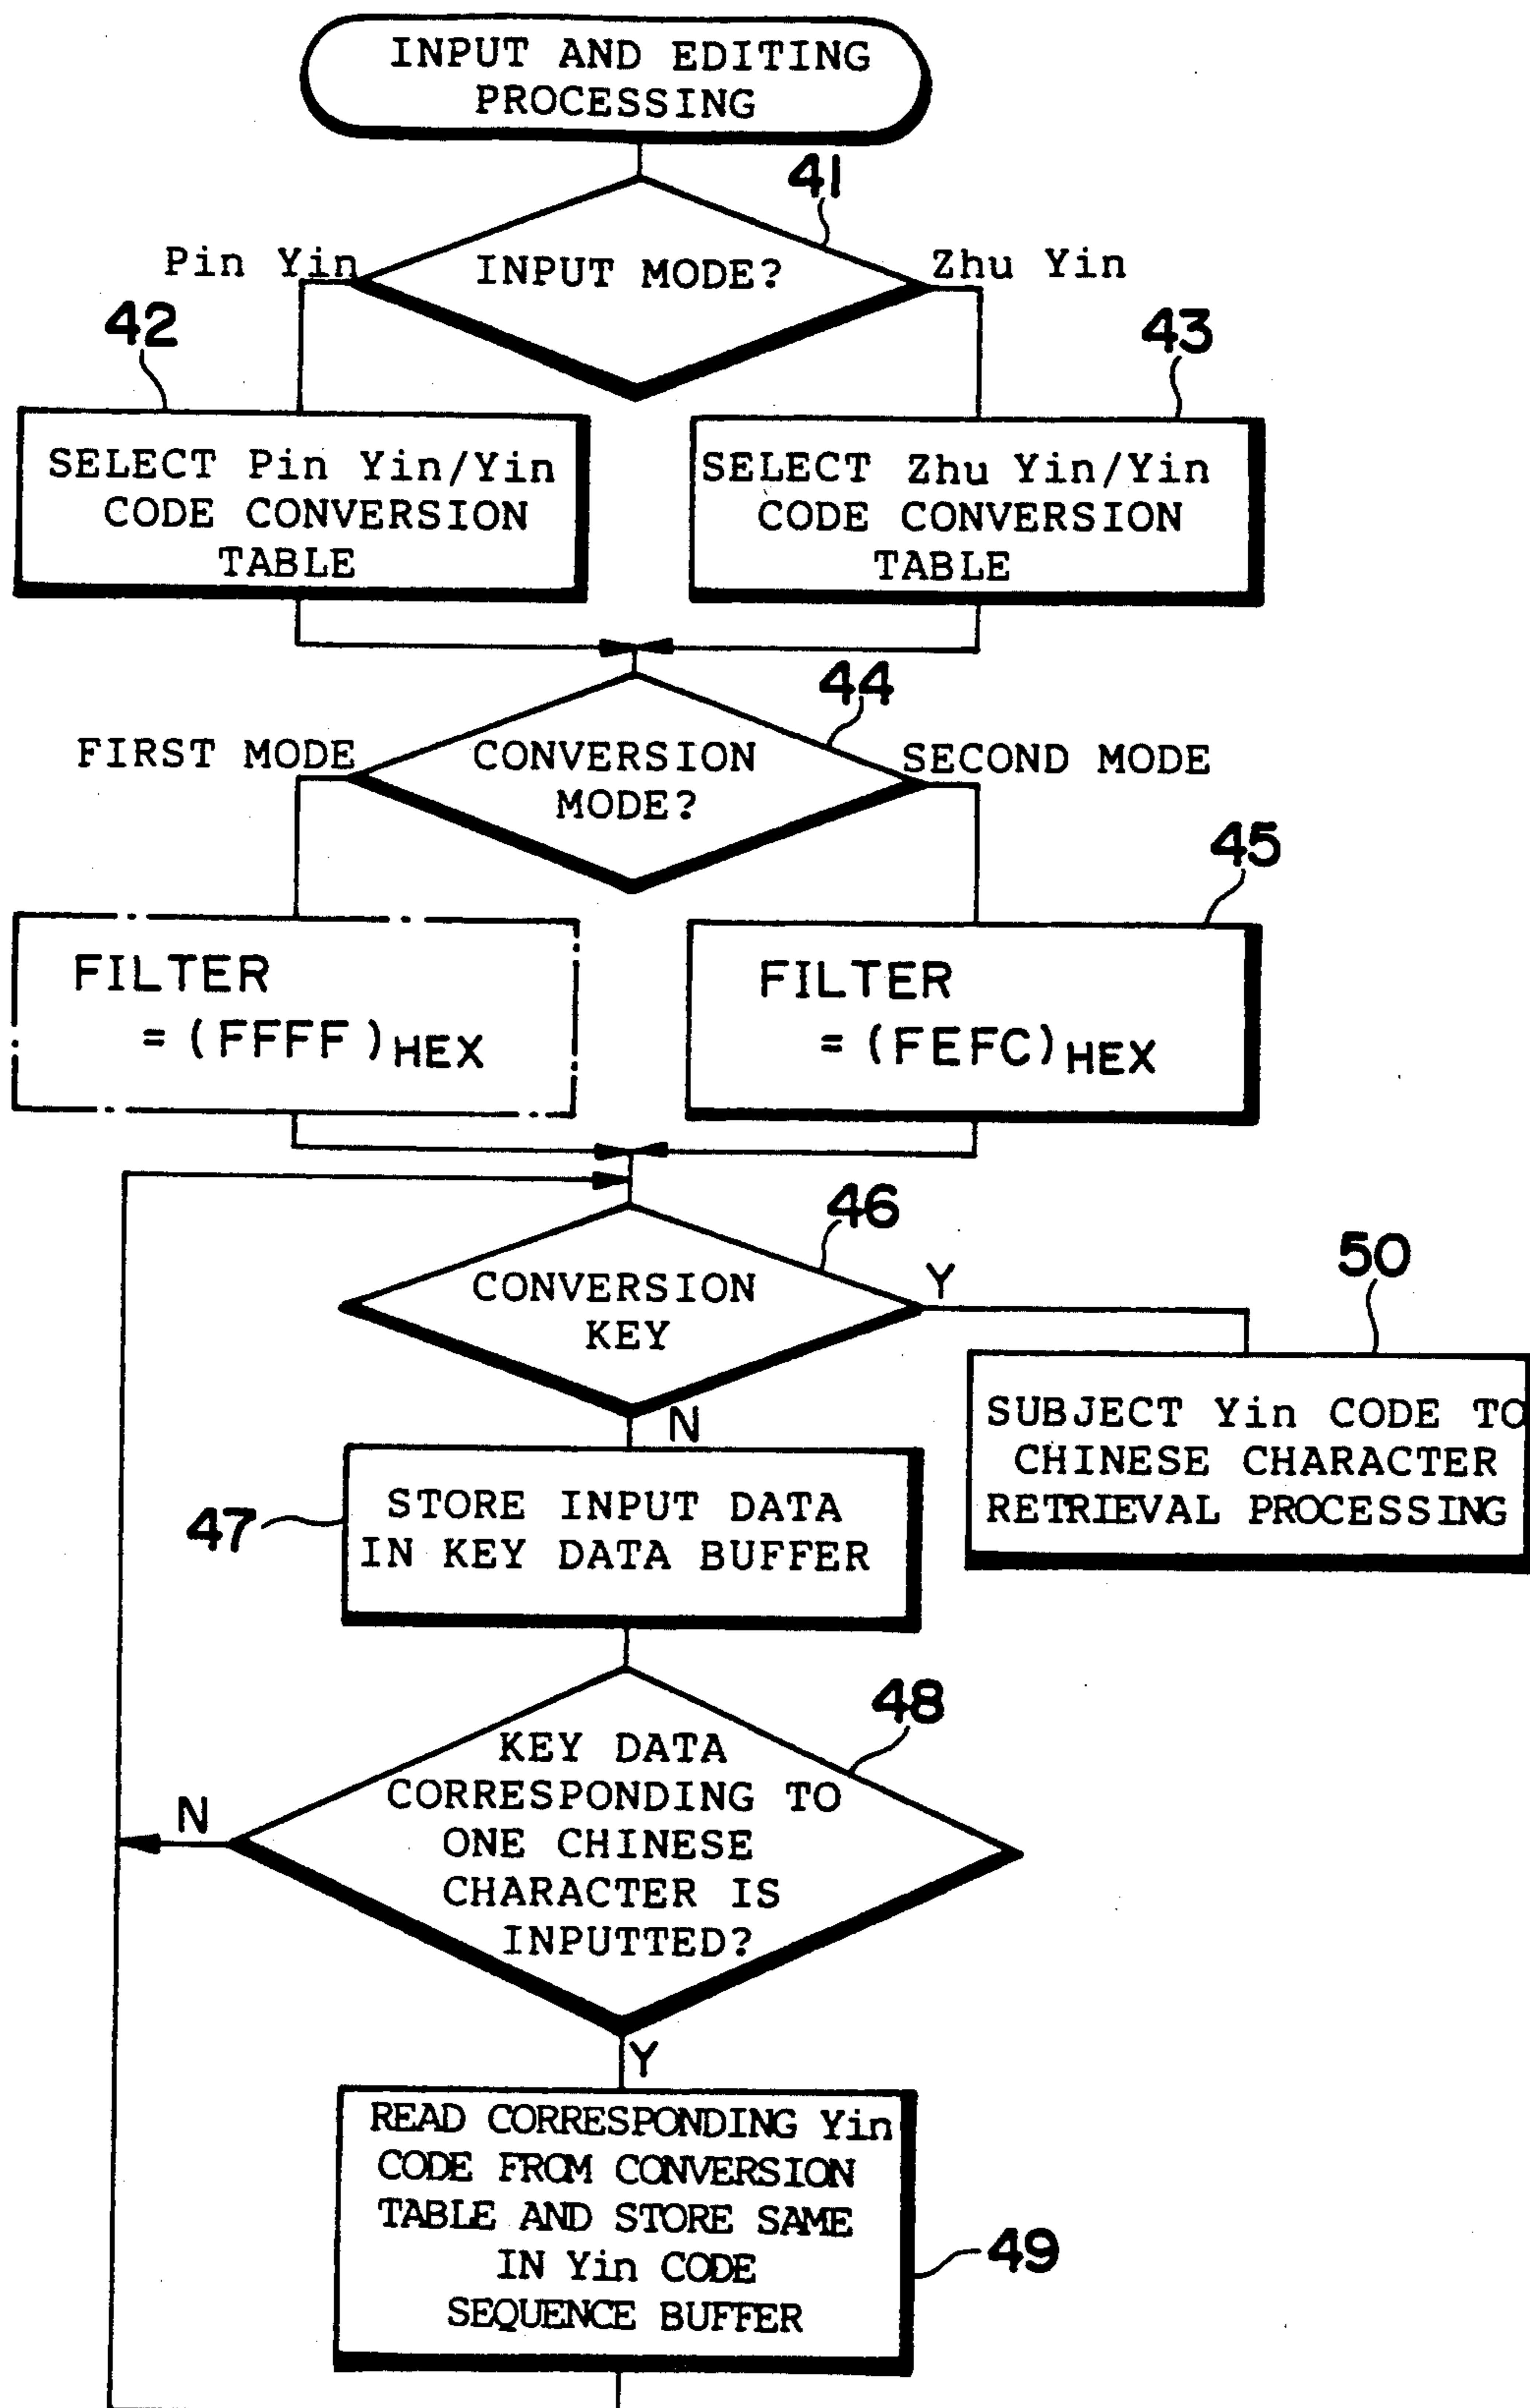 INPUT AND EDITING
PROCESSING
41
Pin Yin
INPUT MODE?
Zhu Yin
42
43
SELECT Pin Yin/Yin
CODE CONVERSION
TABLE
SELECT Zhu Yin/Yin
CODE CONVERSION
TABLE
44
FIRST MODE
CONVERSION
MODE?
SECOND MODE
45
FILTER
= (FFFF)HEX
FILTER
= (FEFC)HEX
46
CONVERSION
KEY
Y
50
N
SUBJECT Yin CODE TO
CHINESE CHARACTER
RETRIEVAL PROCESSING
47
STORE INPUT DATA
IN KEY DATA BUFFER
48
KEY DATA
CORRESPONDING TO
ONE CHINESE
CHARACTER IS
INPUTTED?
N
Y
READ CORRESPONDING Yin
CODE FROM CONVERSION
TABLE AND STORE SAME
IN Yin CODE
SEQUENCE BUFFER
49